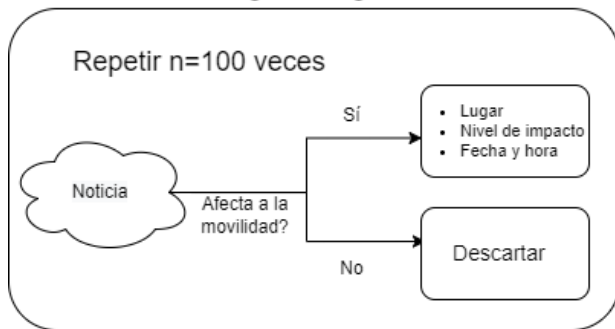 Repetir n=100 veces
Sí
• Lugar
• Nivel de impacto
• Fecha y hora
Noticia
Afecta a la
movilidad?
No
Descartar